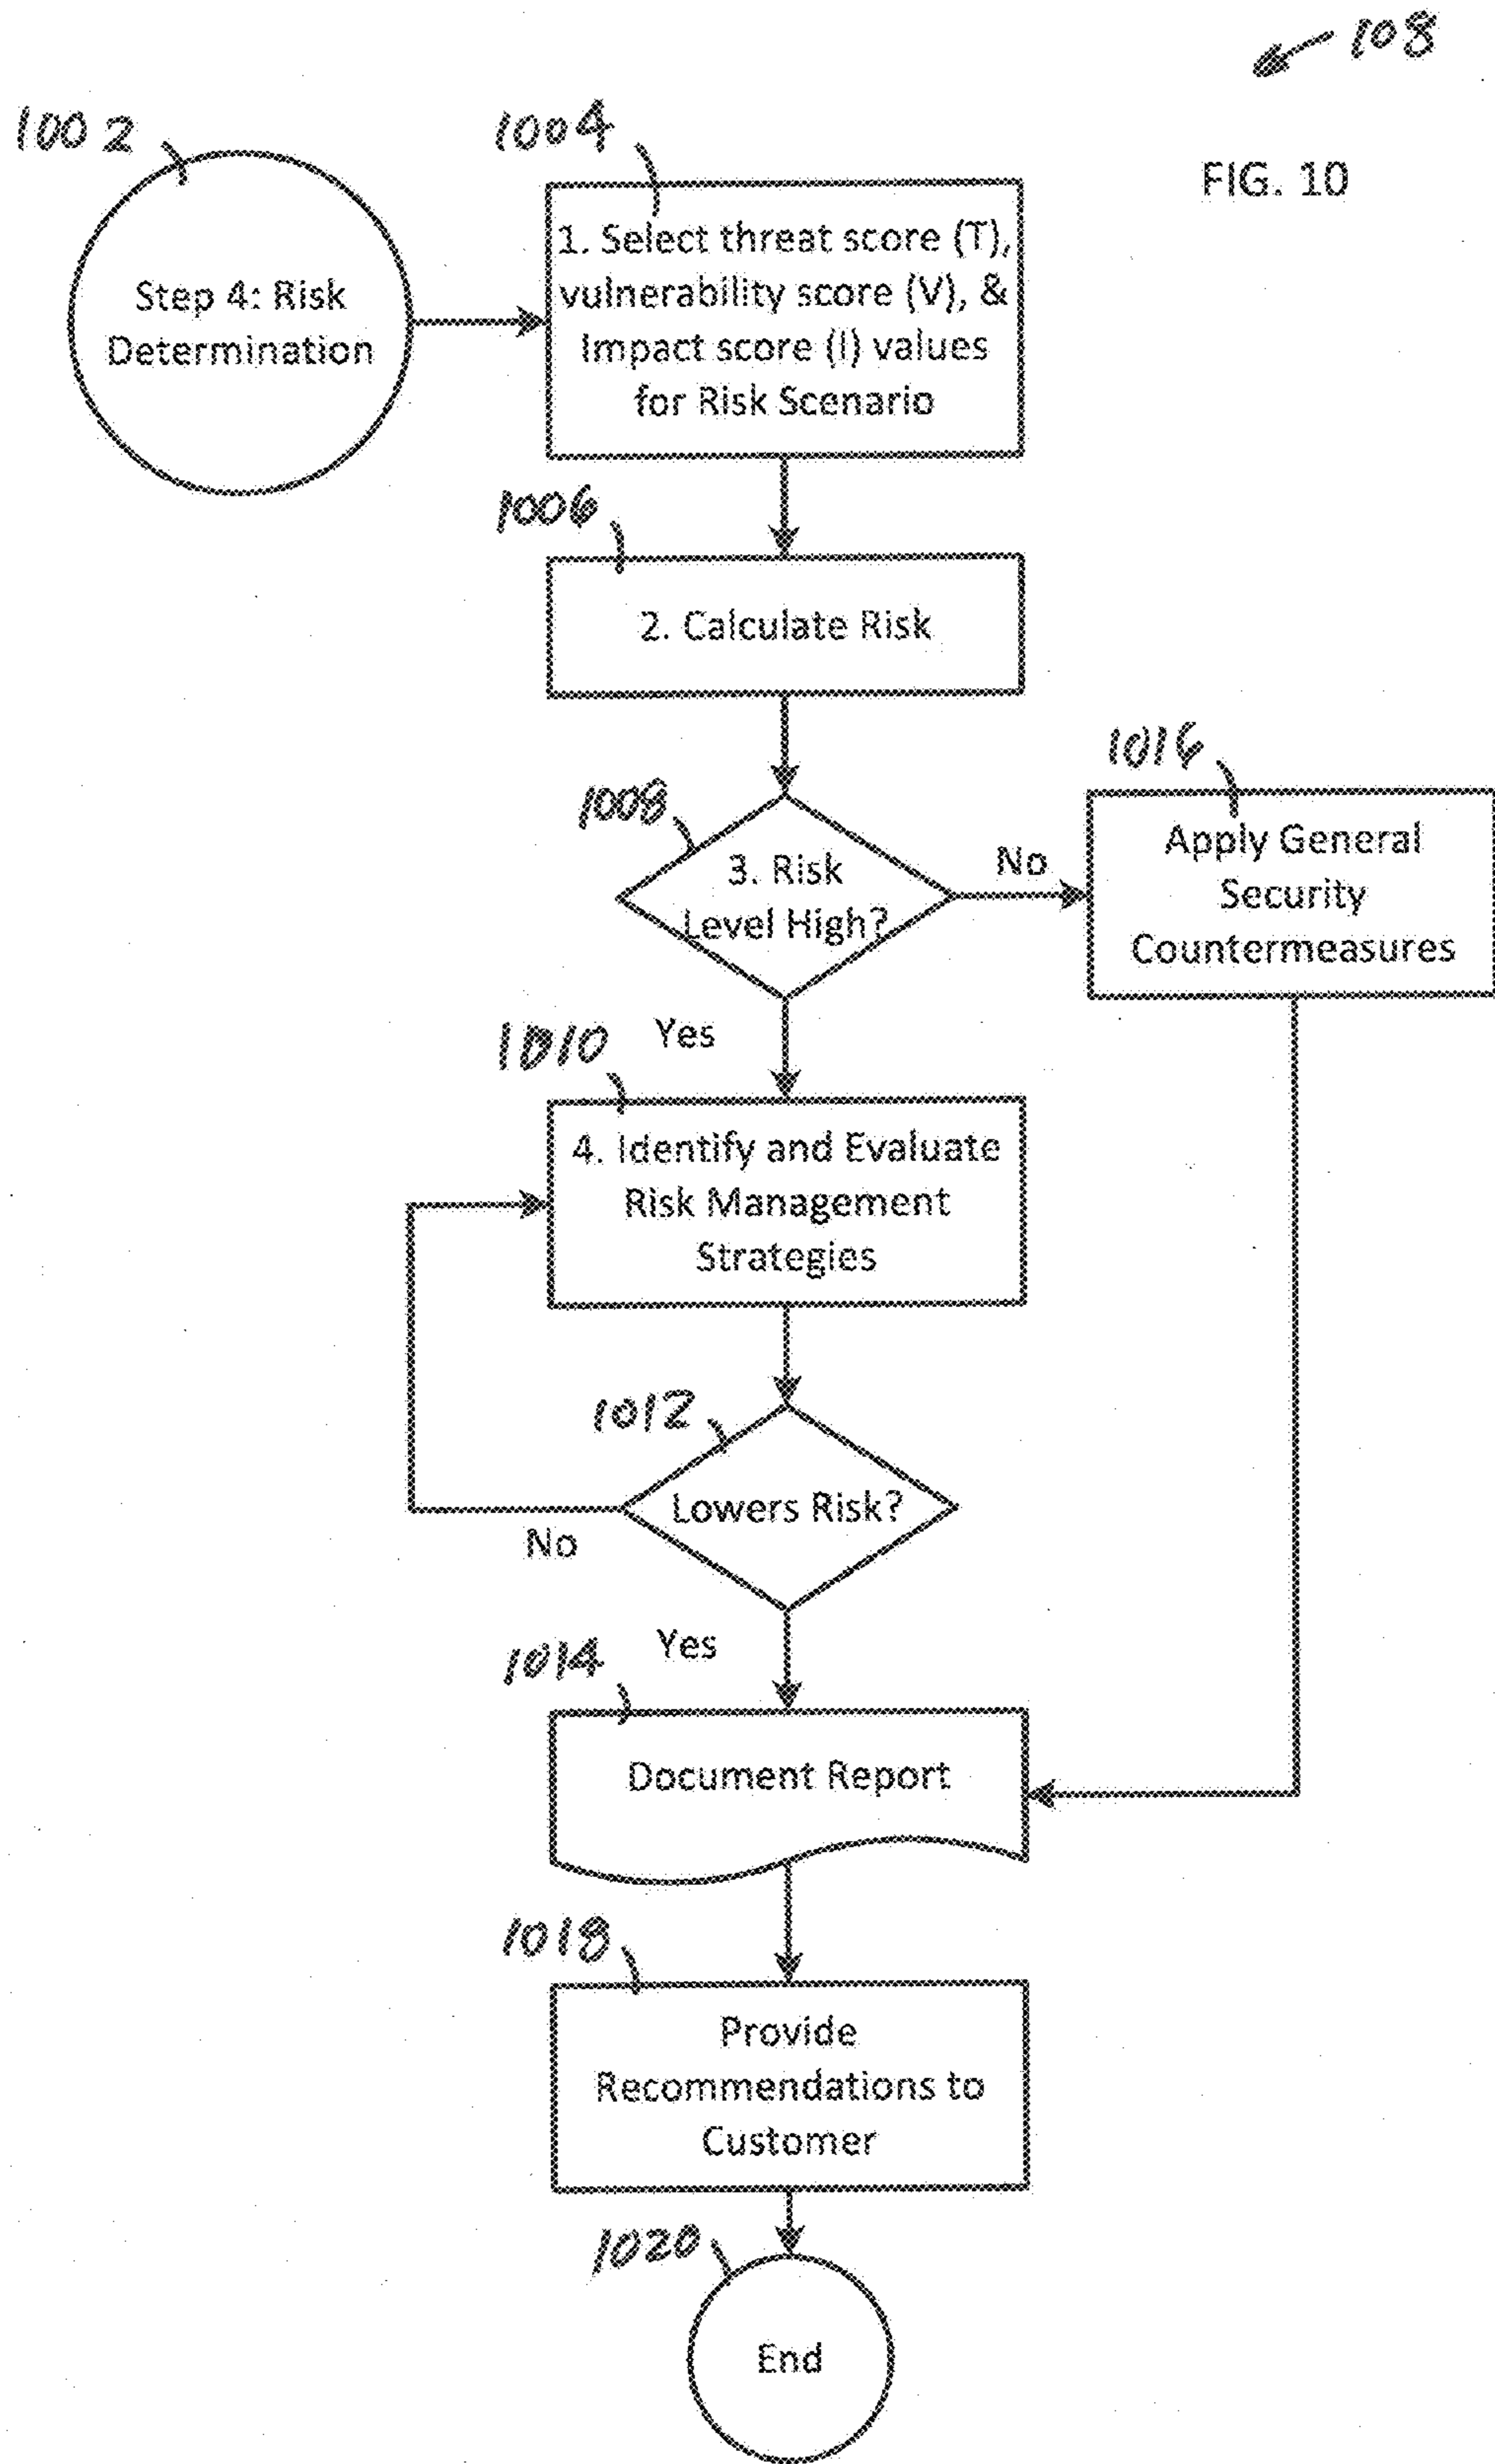 108
FIG. 10
1002
Step 4: Risk
Determination
1004
1. Select threat score (T),
vulnerability score (V), &
Impact score (I) values
for Risk Scenario
1006
2. Calculate Risk
1008
3. Risk
Level High?
No
1016
Apply General
Security
Countermeasures
Yes
1010
4. Identify and Evaluate
Risk Management
Strategies
1012
Lowers Risk?
No
Yes
1014
Document Report
1018
Provide
Recommendations to
Customer
1020
End